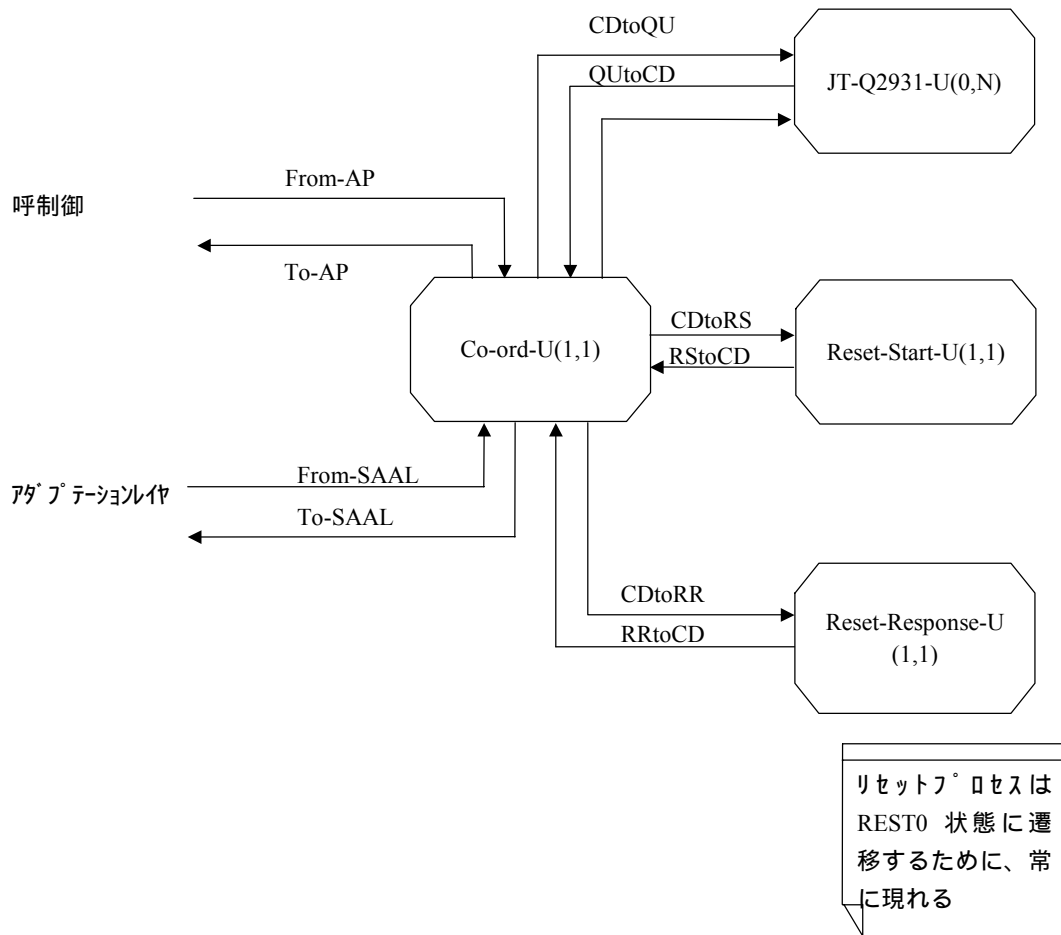 CDtoQU
QUtoCD
JT-Q2931-U(0,N)
From-AP
呼制御
To-AP
CDtoRS
Co-ord-U(1,1)
RStoCD
Reset-Start-U(1,1)
From-SAAL
ｱﾀﾞﾌﾟﾃｰｼｮﾝﾚｲﾔ
To-SAAL
CDtoRR
RRtoCD
Reset-Response-U
(1,1)
ﾘｾｯﾄﾌﾟﾛｾｽは
REST0 状態に遷
移するために、常
に現れる